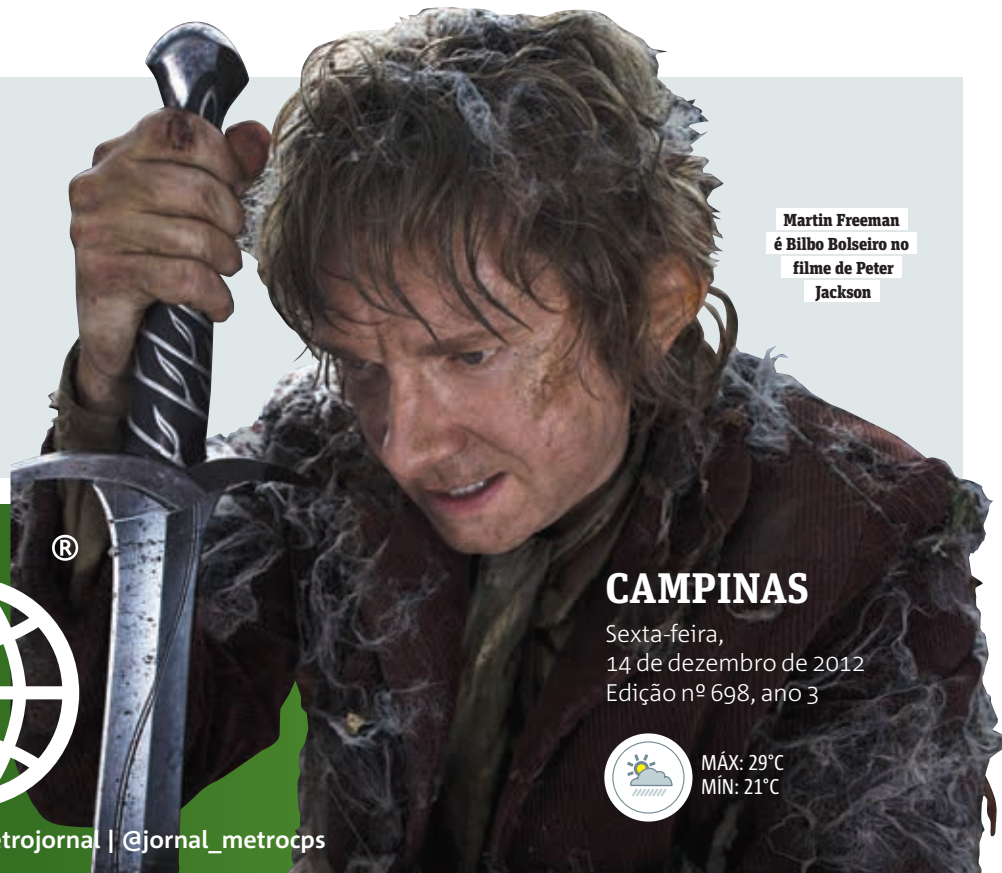 Martin Freeman
é Bilbo Bolseiro no
filme de Peter
Jackson
®
CAMPINAS
Sexta-feira,
14 de dezembro de 2012
Edição nº 698, ano 3
MÁX: 29°C
MÍN: 21°C
trojornal | @jornal_metrocps